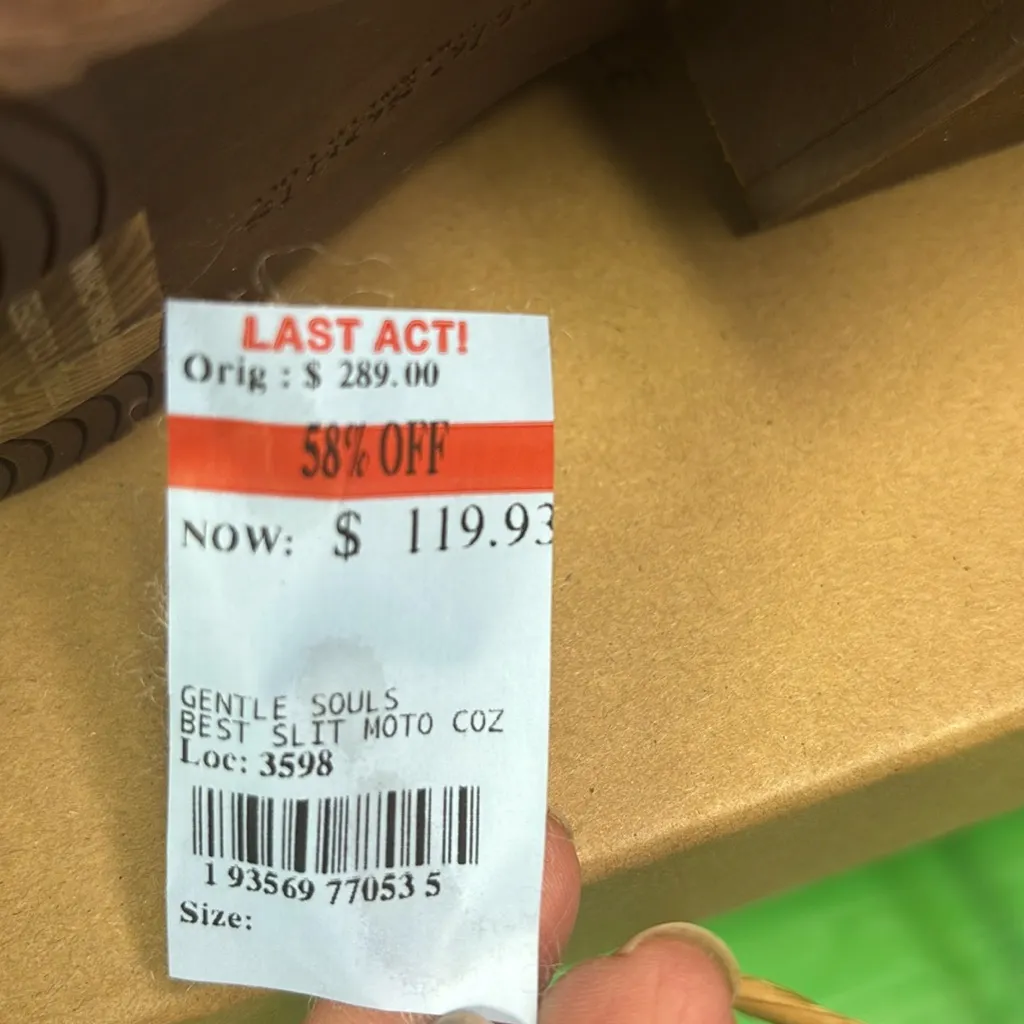 LAST ACT!
Orig : $ 289.00
58% OFF
NOW: $ 119.93
GENTLE SOULS
BEST SLIT MOTO COZ
Loc: 3598
1 93569 77053 5
Size: